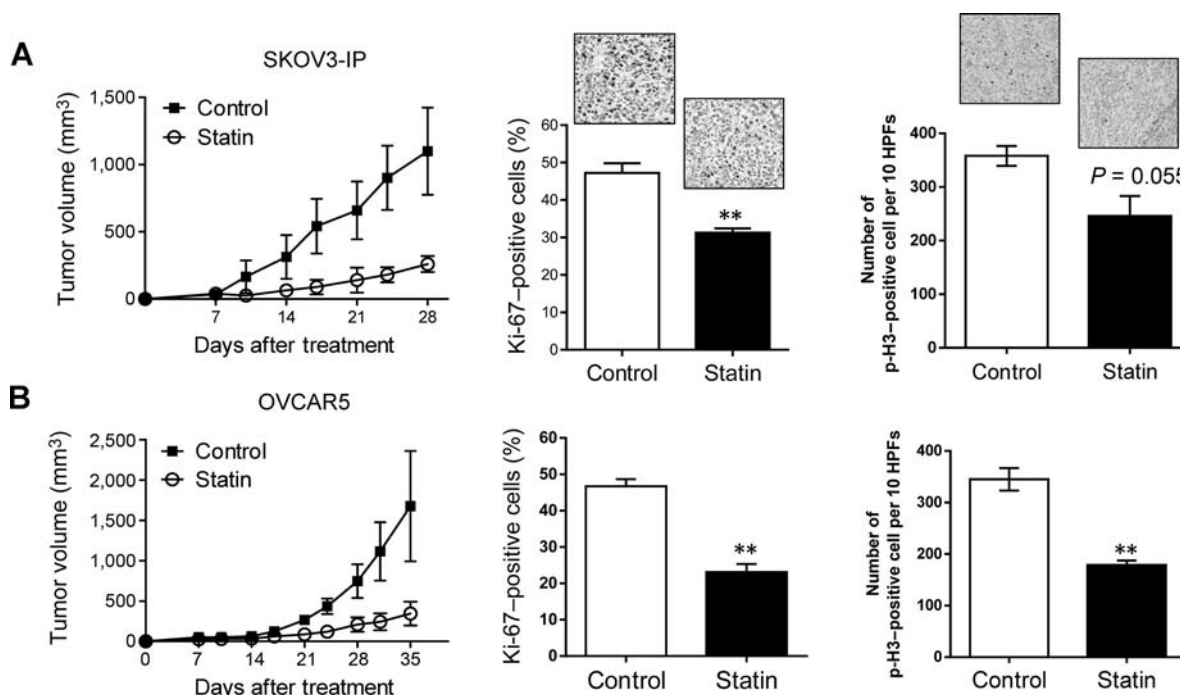 A
SKOV3-IP
Tumor volume (mm³)
1,500
1,000
500
0
7
14
21
28
Days after treatment
Control
Statin
Ki-67–positive cells (%)
60
50
40
30
20
10
0
**
Control
Statin
Number of
p-H3–positive cell per 10 HPFs
400
300
200
100
0
P = 0.055
Control
Statin
B
OVCAR5
Tumor volume (mm³)
2,500
2,000
1,500
1,000
500
0
0
7
14
21
28
35
Days after treatment
Control
Statin
Ki-67–positive cells (%)
60
50
40
30
20
10
0
**
Control
Statin
Number of
p-H3–positive cell per 10 HPFs
400
300
200
100
0
**
Control
Statin